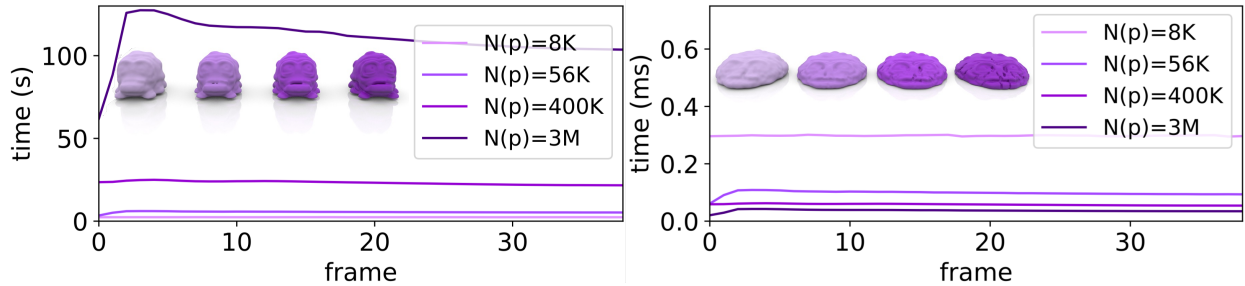 time (s)
100
50
0
0
10
20
30
frame
N(p)=8K
N(p)=56K
N(p)=400K
N(p)=3M
time (ms)
0.6
0.4
0.2
0.0
0
10
20
30
frame
N(p)=8K
N(p)=56K
N(p)=400K
N(p)=3M